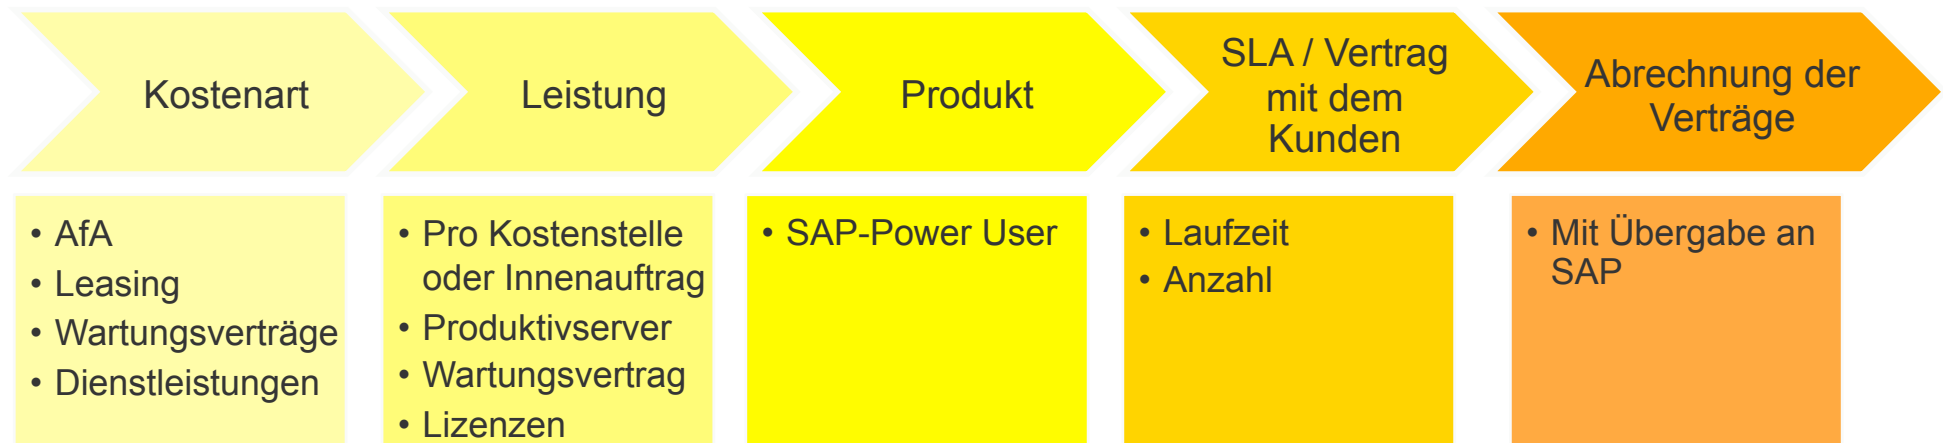 Kostenart
Leistung
Produkt
SLA / Vertrag
mit dem
Kunden
Abrechnung der
Verträge
• AfA
• Leasing
• Wartungsverträge
• Dienstleistungen
• Pro Kostenstelle
oder Innenauftrag
• Produktivserver
• Wartungsvertrag
• Lizenzen
• SAP-Power User
• Laufzeit
• Anzahl
• Mit Übergabe an
SAP